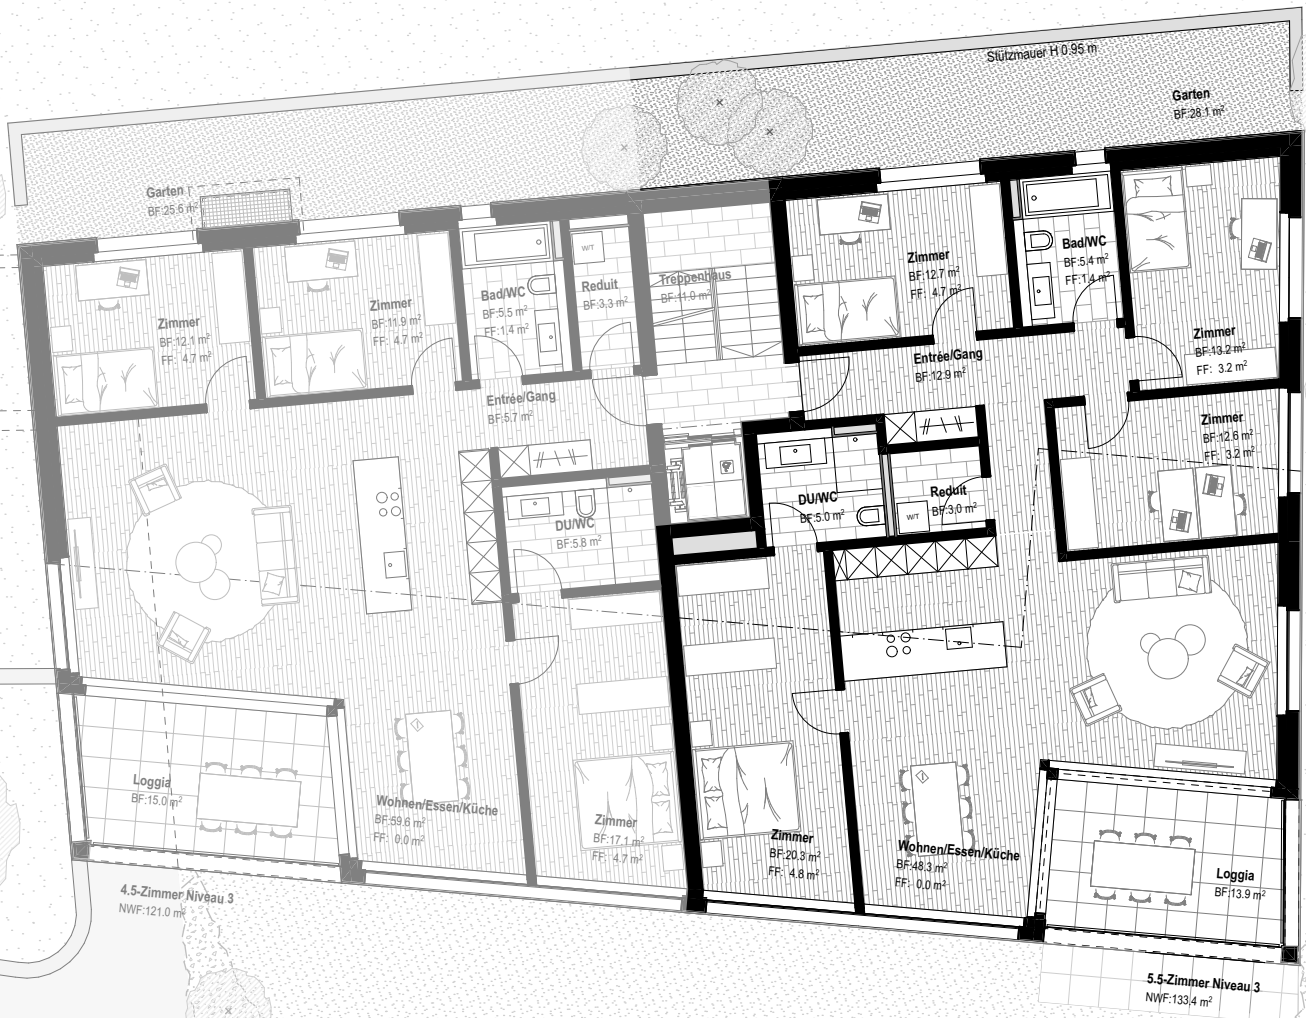 Stützmauer H 0.95 m
Garten
BF:28.1 m²
Garten
BF:25.6 m²
Zimmer
BF:12.1 m²
FF: 4.7 m²
Zimmer
BF:11.9 m²
FF: 4.7 m²
Bad/WC
BF:5.5 m²
FF:1.4 m²
W/T
Reduit
BF:3.3 m²
Treppenhaus
BF:11.0 m²
Zimmer
BF:12.7 m²
FF: 4.7 m²
Bad/WC
BF:5.4 m²
FF:1.4 m²
Zimmer
BF:13.2 m²
FF: 3.2 m²
Entrée/Gang
BF:5.7 m²
Entrée/Gang
BF:12.9 m²
Zimmer
BF:12.6 m²
FF: 3.2 m²
DU/WC
BF:5.8 m²
DU/WC
BF:5.0 m²
Reduit
BF:3.0 m²
W/T
Loggia
BF:15.0 m²
Wohnen/Essen/Küche
BF:59.6 m²
FF: 0.0 m²
Zimmer
BF:17.1 m²
FF: 4.7 m²
Zimmer
BF:20.3 m²
FF: 4.8 m²
Wohnen/Essen/Küche
BF:48.3 m²
FF: 0.0 m²
Loggia
BF:13.9 m²
4.5-Zimmer Niveau 3
NWF:121.0 m²
5.5-Zimmer Niveau 3
NWF:133.4 m²